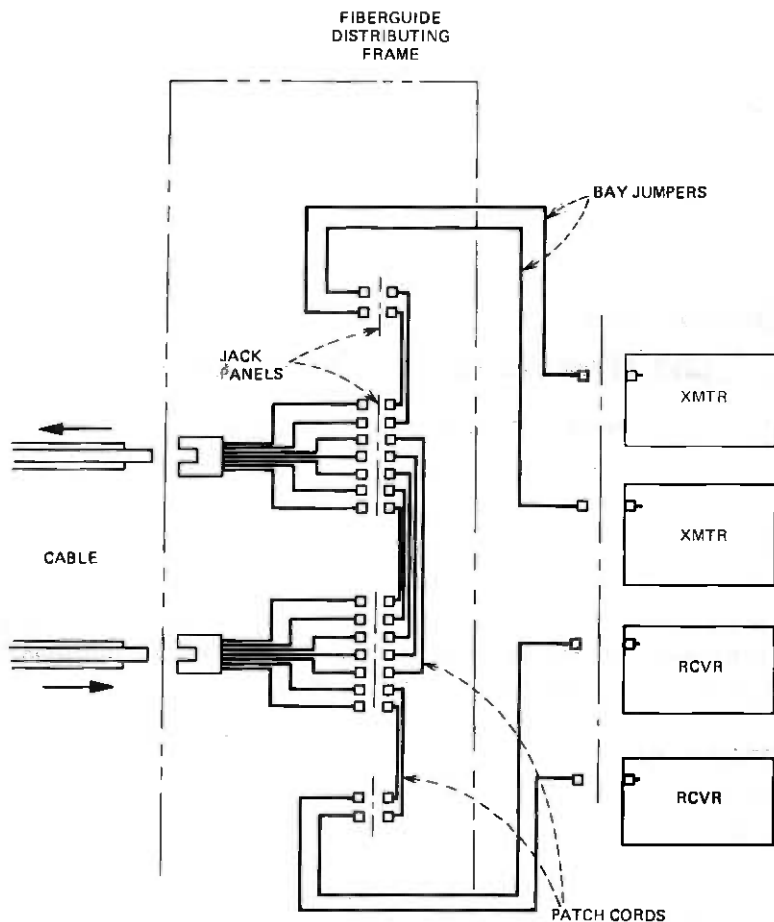 FIBERGUIDE
DISTRIBUTING
FRAME
BAY JUMPERS
JACK
PANELS
XMTR
CABLE
XMTR
RCVR
RCVR
PATCH CORDS